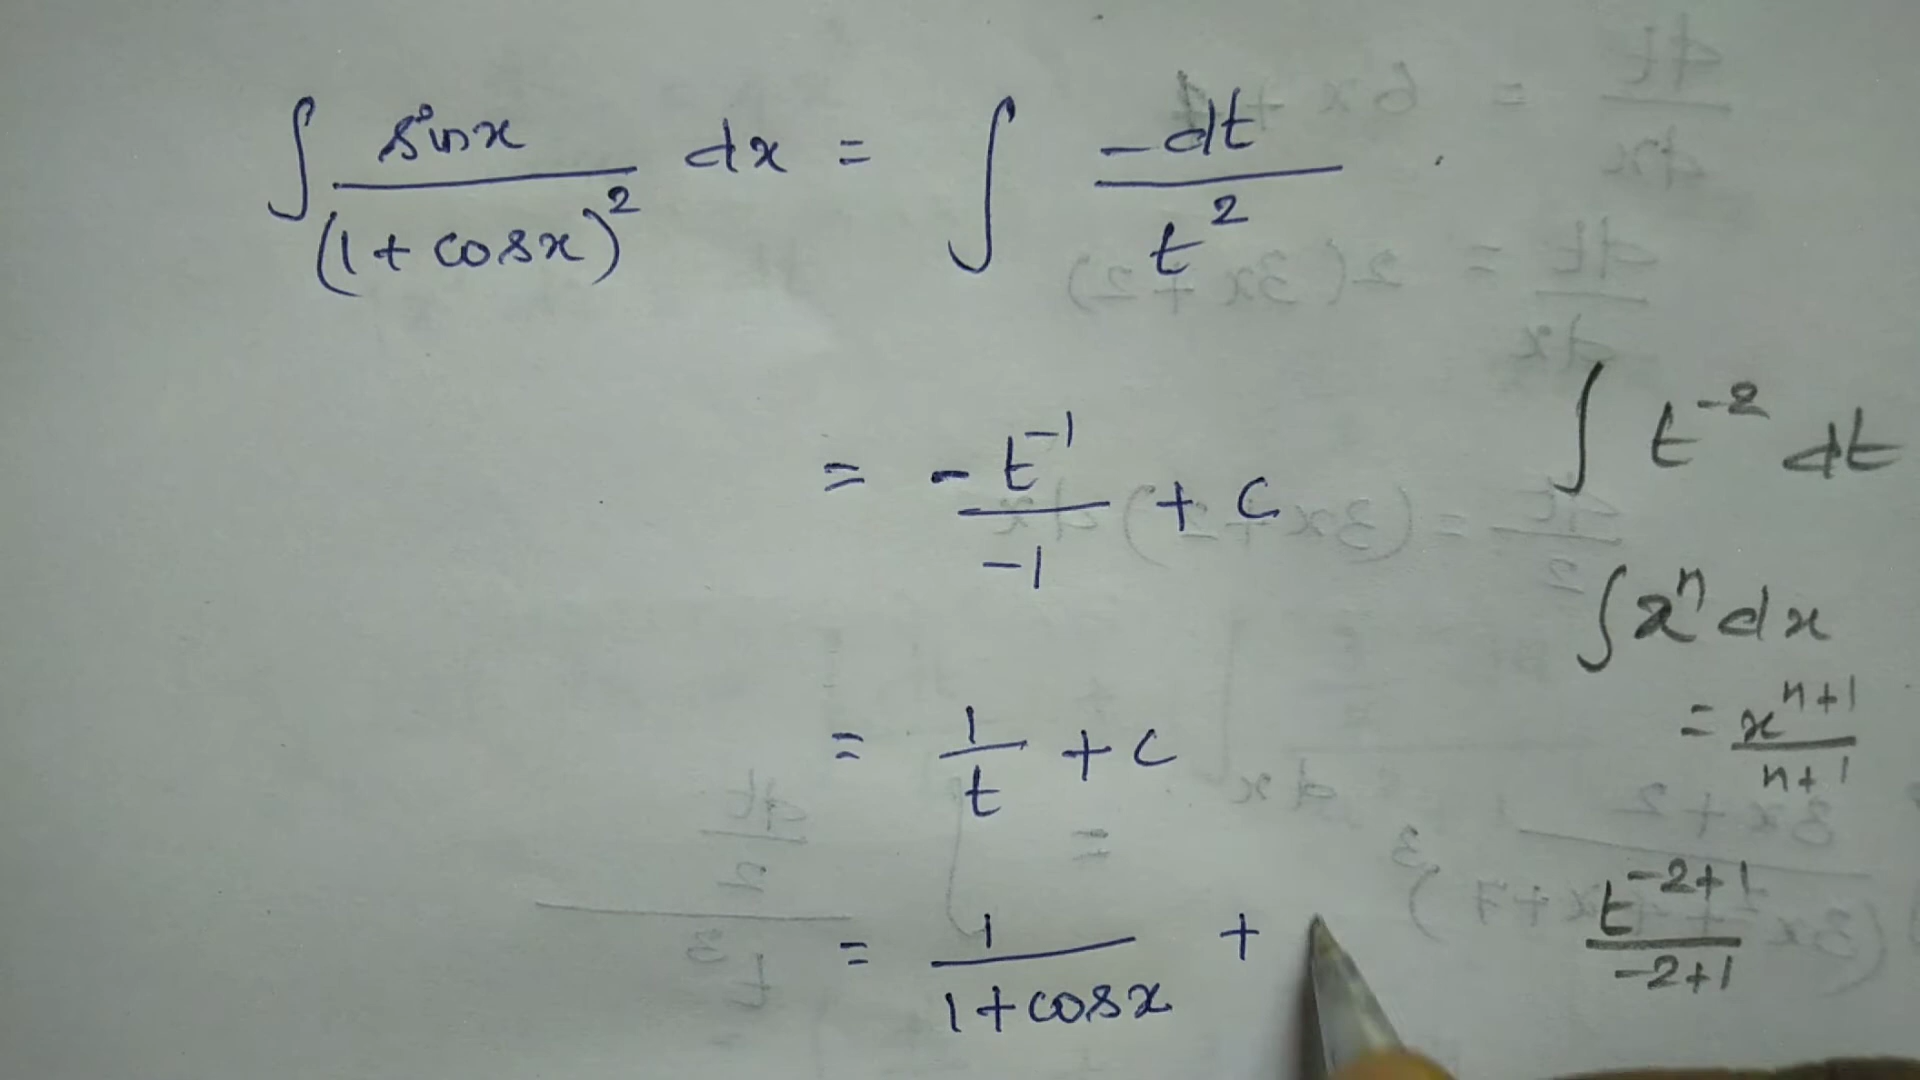 ∫ sinx / (1+cosx)² dx = ∫ -dt / t²
= - t⁻¹ / -1 + c
= 1 / t + c
= 1 / 1+cosx +
∫ t⁻² dt
∫ xⁿ dx
= xⁿ⁺¹ / n+1
t⁻²⁺¹ / -2+1